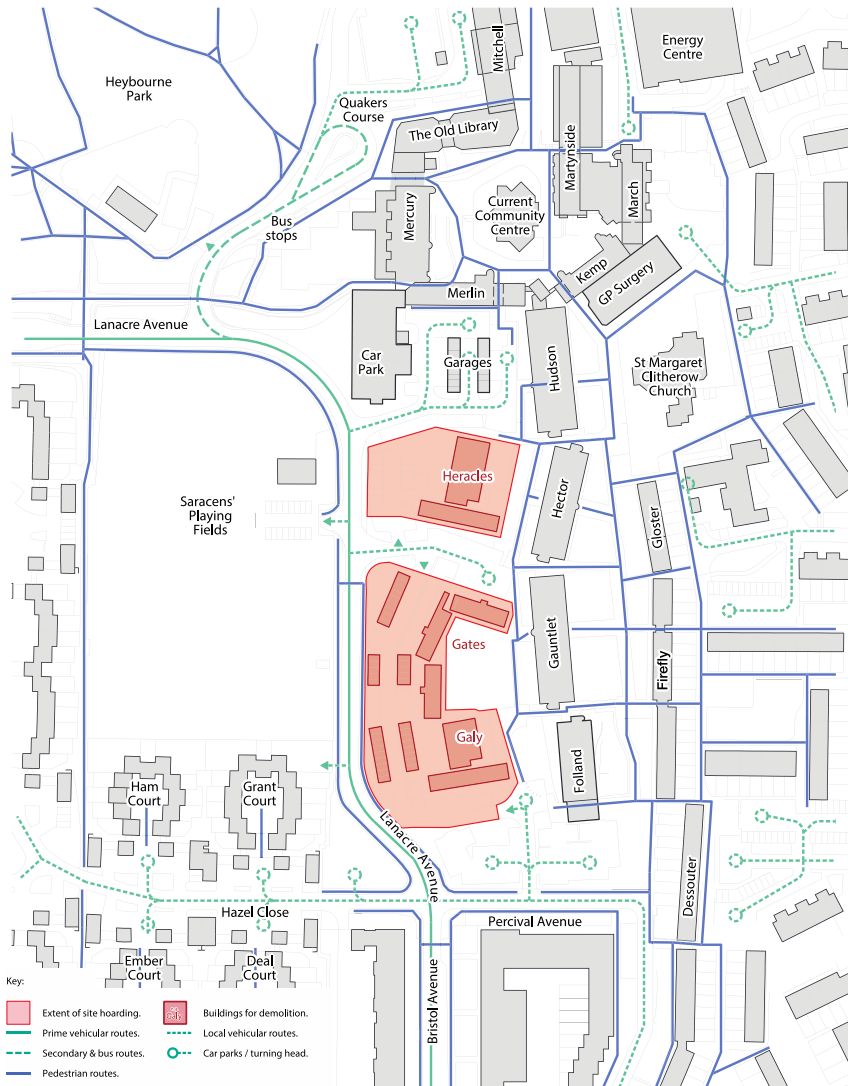 Energy
Centre
Mitchell
Heybourne
Park
Quakers
Course
The Old Library
Martynside
March
Current
Community
Centre
Mercury
Bus
stops
Kemp
GP Surgery
Merlin
Lanacre Avenue
Car
Park
Garages
Hudson
St Margaret
Clitherow
Church
Heracles
Hector
Saracens'
Playing
Fields
Gloster
Gates
Gauntlet
Firefly
Galy
Folland
Ham
Court
Grant
Court
Lanacre Avenue
Dessouter
Hazel Close
Percival Avenue
Ember
Court
Deal
Court
Bristol Avenue
Key:
Extent of site hoarding.
Buildings for demolition.
Prime vehicular routes.
Local vehicular routes.
Secondary & bus routes.
Car parks / turning head.
Pedestrian routes.